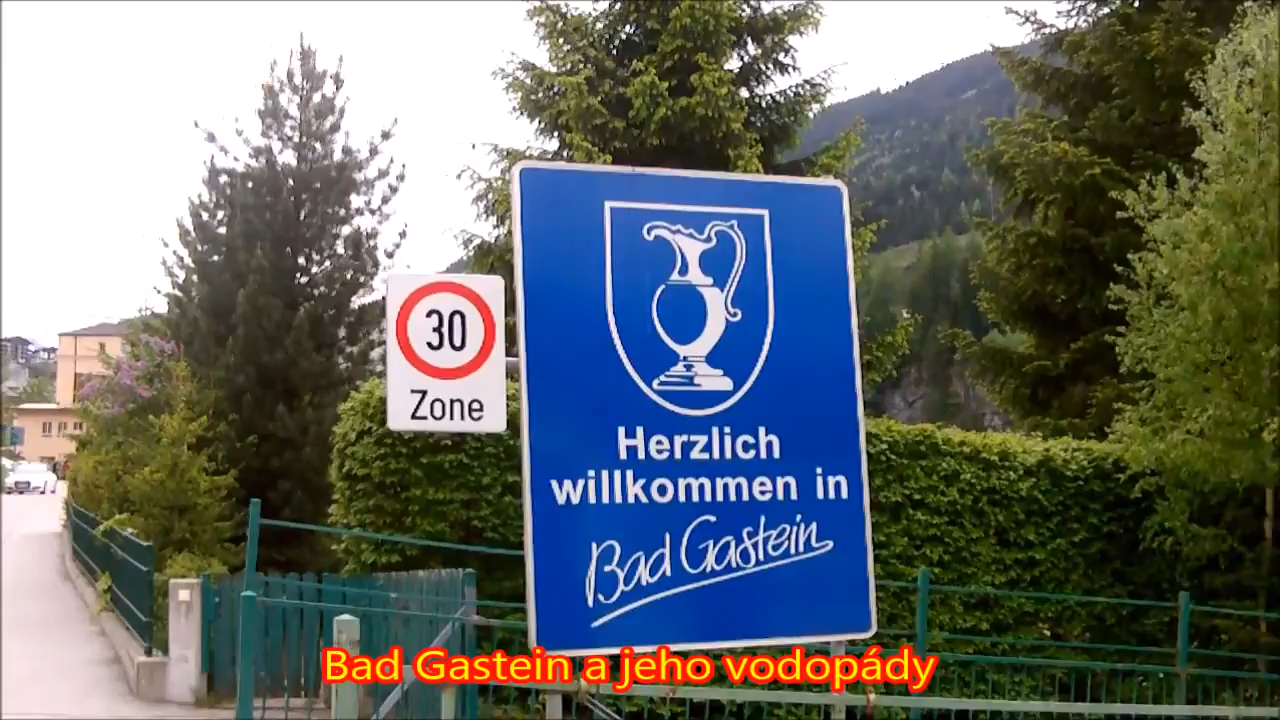 30
Zone
Herzlich
willkommen in
Bad Gastein
Bad Gastein a jeho vodopády